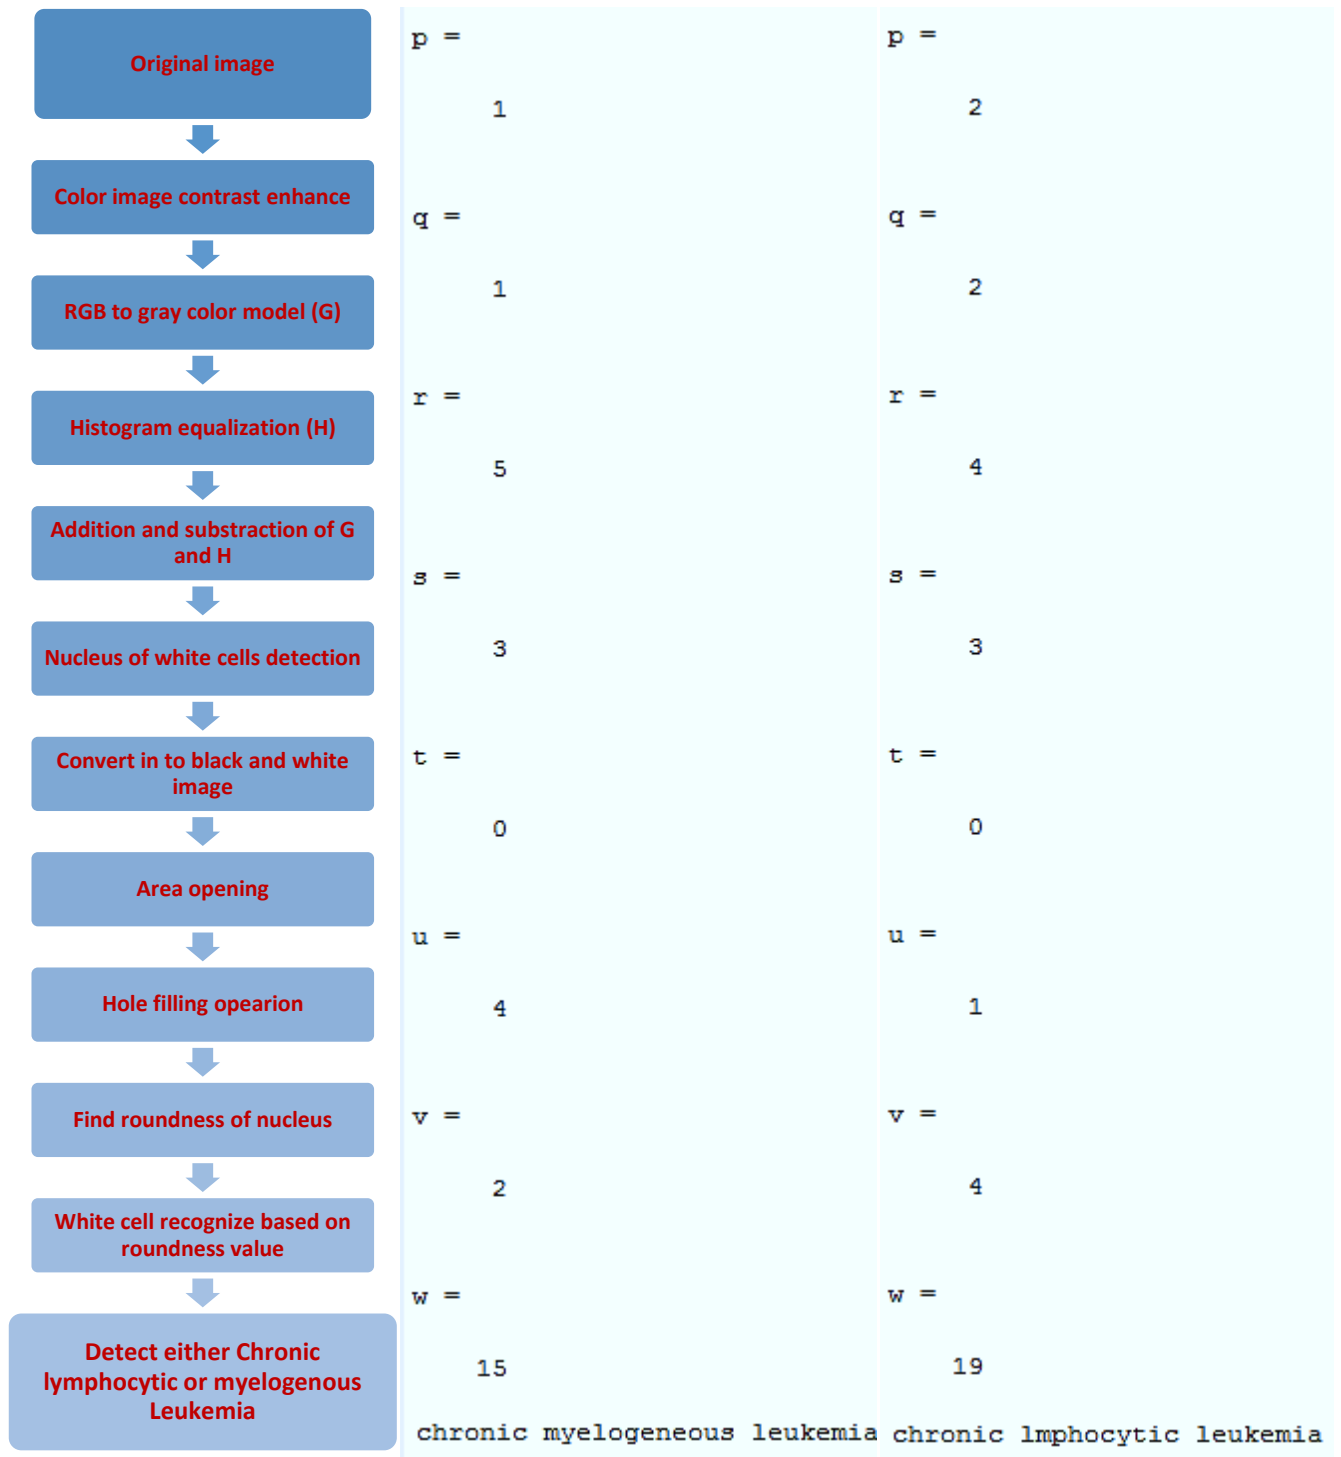 Original image
Color image contrast enhance
RGB to gray color model (G)
Histogram equalization (H)
Addition and substraction of G
and H
Nucleus of white cells detection
Convert in to black and white
image
Area opening
Hole filling opearion
Find roundness of nucleus
White cell recognize based on
roundness value
Detect either Chronic
lymphocytic or myelogenous
Leukemia
p =
1
q =
1
r =
5
s =
3
t =
0
u =
4
v =
2
w =
15
chronic myelogeneous leukemia
p =
2
q =
2
r =
4
s =
3
t =
0
u =
1
v =
4
w =
19
chronic lmphocytic leukemia